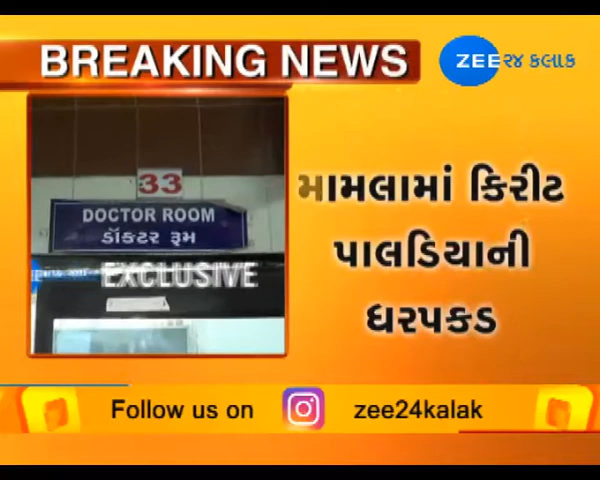 BREAKING NEWS
ZEE ૨૪ કલાક
33
DOCTOR ROOM
ડૉક્ટર રૂમ
EXCLUSIVE
મામલામાં કિરીટ
પાલડિયાની
ધરપકડ
Follow us on zee24kalak